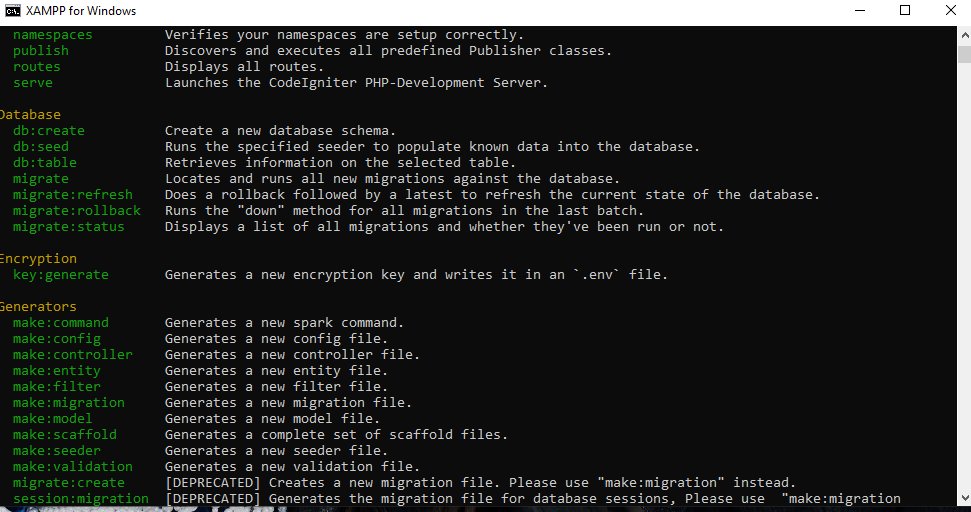 XAMPP for Windows
namespaces Verifies your namespaces are setup correctly.
publish Discovers and executes all predefined Publisher classes.
routes Displays all routes.
serve Launches the CodeIgniter PHP-Development Server.
Database
db:create Create a new database schema.
db:seed Runs the specified seeder to populate known data into the database.
db:table Retrieves information on the selected table.
migrate Locates and runs all new migrations against the database.
migrate:refresh Does a rollback followed by a latest to refresh the current state of the database.
migrate:rollback Runs the "down" method for all migrations in the last batch.
migrate:status Displays a list of all migrations and whether they've been run or not.
Encryption
key:generate Generates a new encryption key and writes it in an `.env` file.
Generators
make:command Generates a new spark command.
make:config Generates a new config file.
make:controller Generates a new controller file.
make:entity Generates a new entity file.
make:filter Generates a new filter file.
make:migration Generates a new migration file.
make:model Generates a new model file.
make:scaffold Generates a complete set of scaffold files.
make:seeder Generates a new seeder file.
make:validation Generates a new validation file.
migrate:create [DEPRECATED] Creates a new migration file. Please use "make:migration" instead.
session:migration [DEPRECATED] Generates the migration file for database sessions, Please use  "make:migration